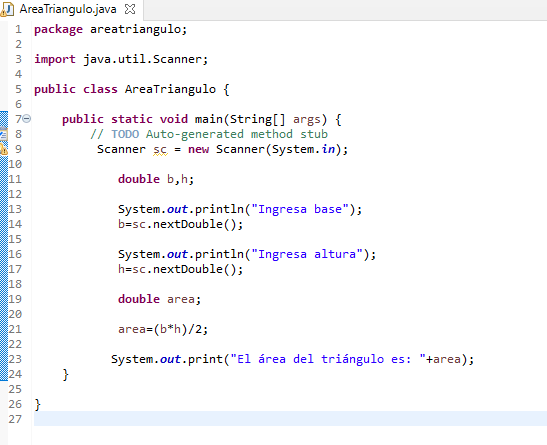 AreaTriangulo.java
1 package areatriangulo;
2
3 import java.util.Scanner;
4
5 public class AreaTriangulo {
6
7 public static void main(String[] args) {
8 // TODO Auto-generated method stub
9 Scanner sc = new Scanner(System.in);
10
11 double b,h;
12
13 System.out.println("Ingresa base");
14 b=sc.nextDouble();
15
16 System.out.println("Ingresa altura");
17 h=sc.nextDouble();
18
19 double area;
20
21 area=(b*h)/2;
22
23 System.out.print("El área del triángulo es: "+area);
24 }
25
26 }
27